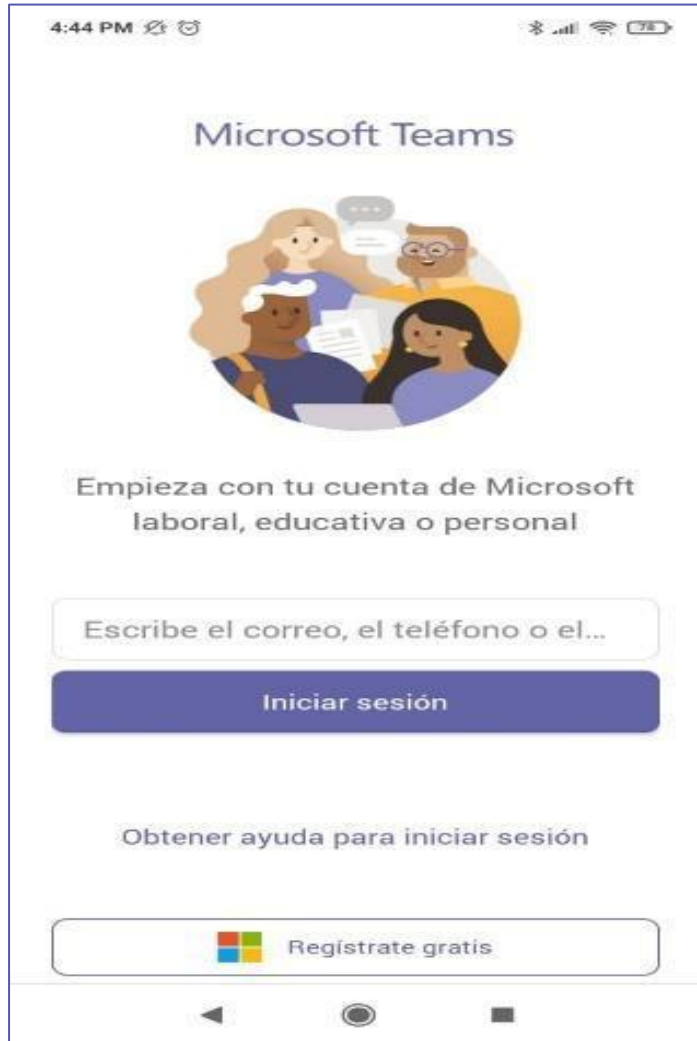 4:44 PM
78
Microsoft Teams
Empieza con tu cuenta de Microsoft
laboral, educativa o personal
Escribe el correo, el teléfono o el...
Iniciar sesión
Obtener ayuda para iniciar sesión
Regístrate gratis